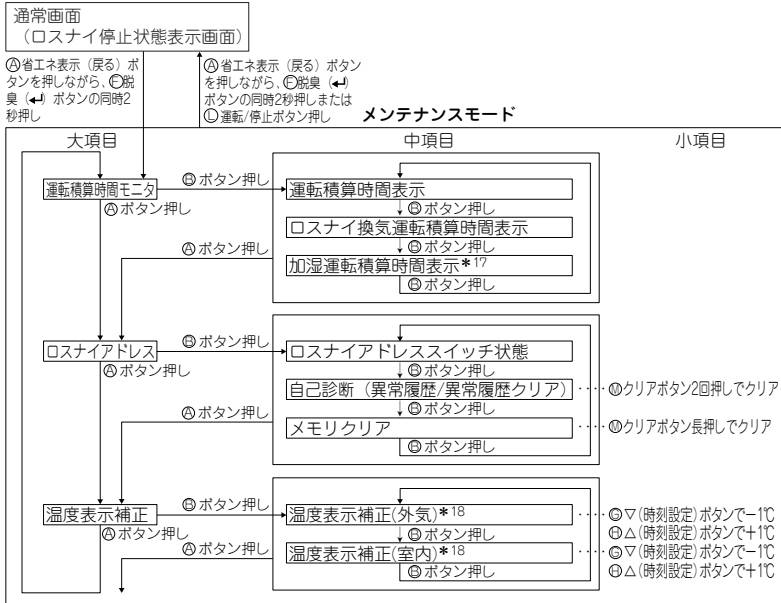 通常画面
（ロスナイ停止状態表示画面）
Ⓐ省エネ表示（戻る）ボ
タンを押しながら、Ⓕ脱
臭（↵）ボタンの同時2
秒押し
Ⓐ省エネ表示（戻る）ボタン
を押しながら、Ⓕ脱臭（↵）
ボタンの同時2秒押しまたは
Ⓛ運転/停止ボタン押し
メンテナンスモード
大項目
中項目
小項目
運転積算時間モニタ
Ⓑボタン押し
運転積算時間表示
Ⓐボタン押し
Ⓑボタン押し
ロスナイ換気運転積算時間表示
Ⓐボタン押し
Ⓑボタン押し
加湿運転積算時間表示＊17
Ⓑボタン押し
ロスナイアドレス
Ⓑボタン押し
ロスナイアドレススイッチ状態
Ⓐボタン押し
Ⓑボタン押し
自己診断（異常履歴/異常履歴クリア）
‥‥Ⓜクリアボタン2回押しでクリア
Ⓐボタン押し
Ⓑボタン押し
メモリクリア
‥‥Ⓜクリアボタン長押しでクリア
Ⓑボタン押し
温度表示補正
Ⓑボタン押し
温度表示補正(外気)＊18
‥‥Ⓖ▽(時刻設定)ボタンで−1℃
Ⓐボタン押し
Ⓑボタン押し
Ⓗ△(時刻設定)ボタンで＋1℃
Ⓐボタン押し
温度表示補正(室内)＊18
‥‥Ⓖ▽(時刻設定)ボタンで−1℃
Ⓑボタン押し
Ⓗ△(時刻設定)ボタンで＋1℃